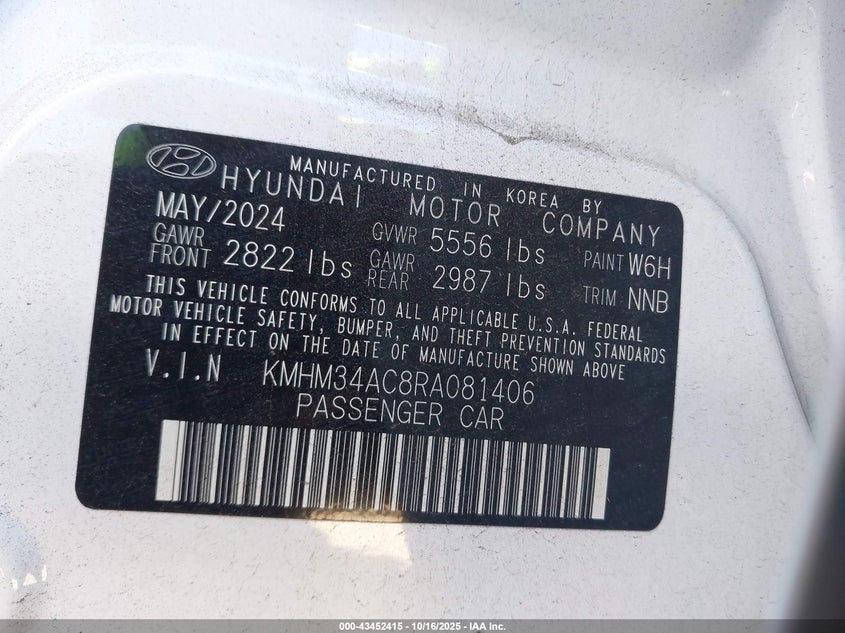 MANUFACTURED IN KOREA BY
HYUNDAI MOTOR COMPANY
MAY/2024 GVWR 5556 lbs PAINT W6H
GAWR FRONT 2822 lbs GAWR REAR 2987 lbs TRIM NNB
THIS VEHICLE CONFORMS TO ALL APPLICABLE U.S.A. FEDERAL
MOTOR VEHICLE SAFETY, BUMPER, AND THEFT PREVENTION STANDARDS
IN EFFECT ON THE DATE OF MANUFACTURE SHOWN ABOVE
V.I.N KMHM34AC8RA081406
PASSENGER CAR
000-43452415 - 10/16/2025 - IAA Inc.